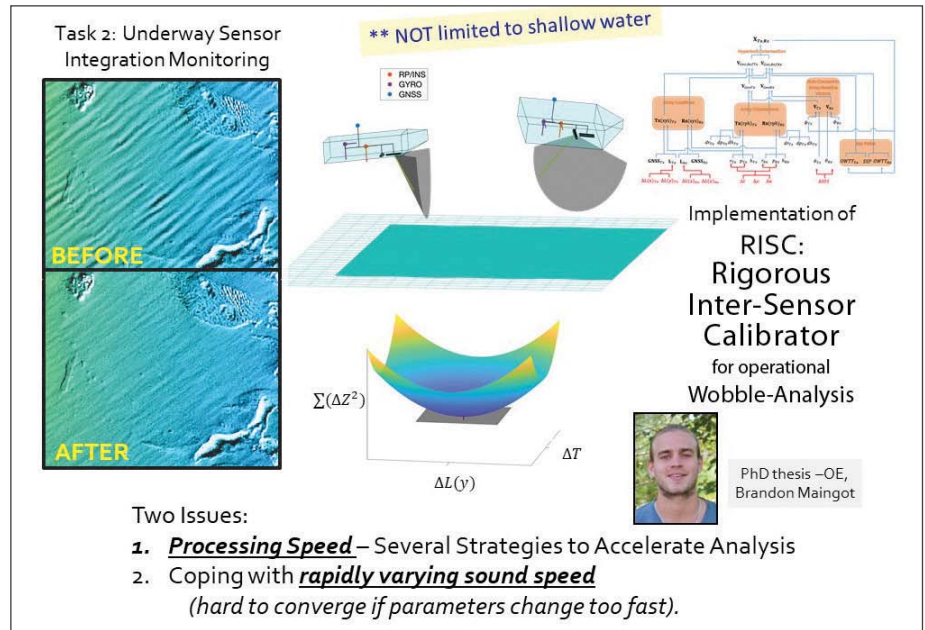 Task 2: Underway Sensor
Integration Monitoring
** NOT limited to shallow water
RP/INS
GYRO
GNSS
BEFORE
AFTER
Implementation of
RISC:
Rigorous
Inter-Sensor
Calibrator
for operational
Wobble-Analysis
∑(ΔZ²)
ΔT
ΔL(y)
PhD thesis –OE,
Brandon Maingot
Two Issues:
1. Processing Speed – Several Strategies to Accelerate Analysis
2. Coping with rapidly varying sound speed
(hard to converge if parameters change too fast).